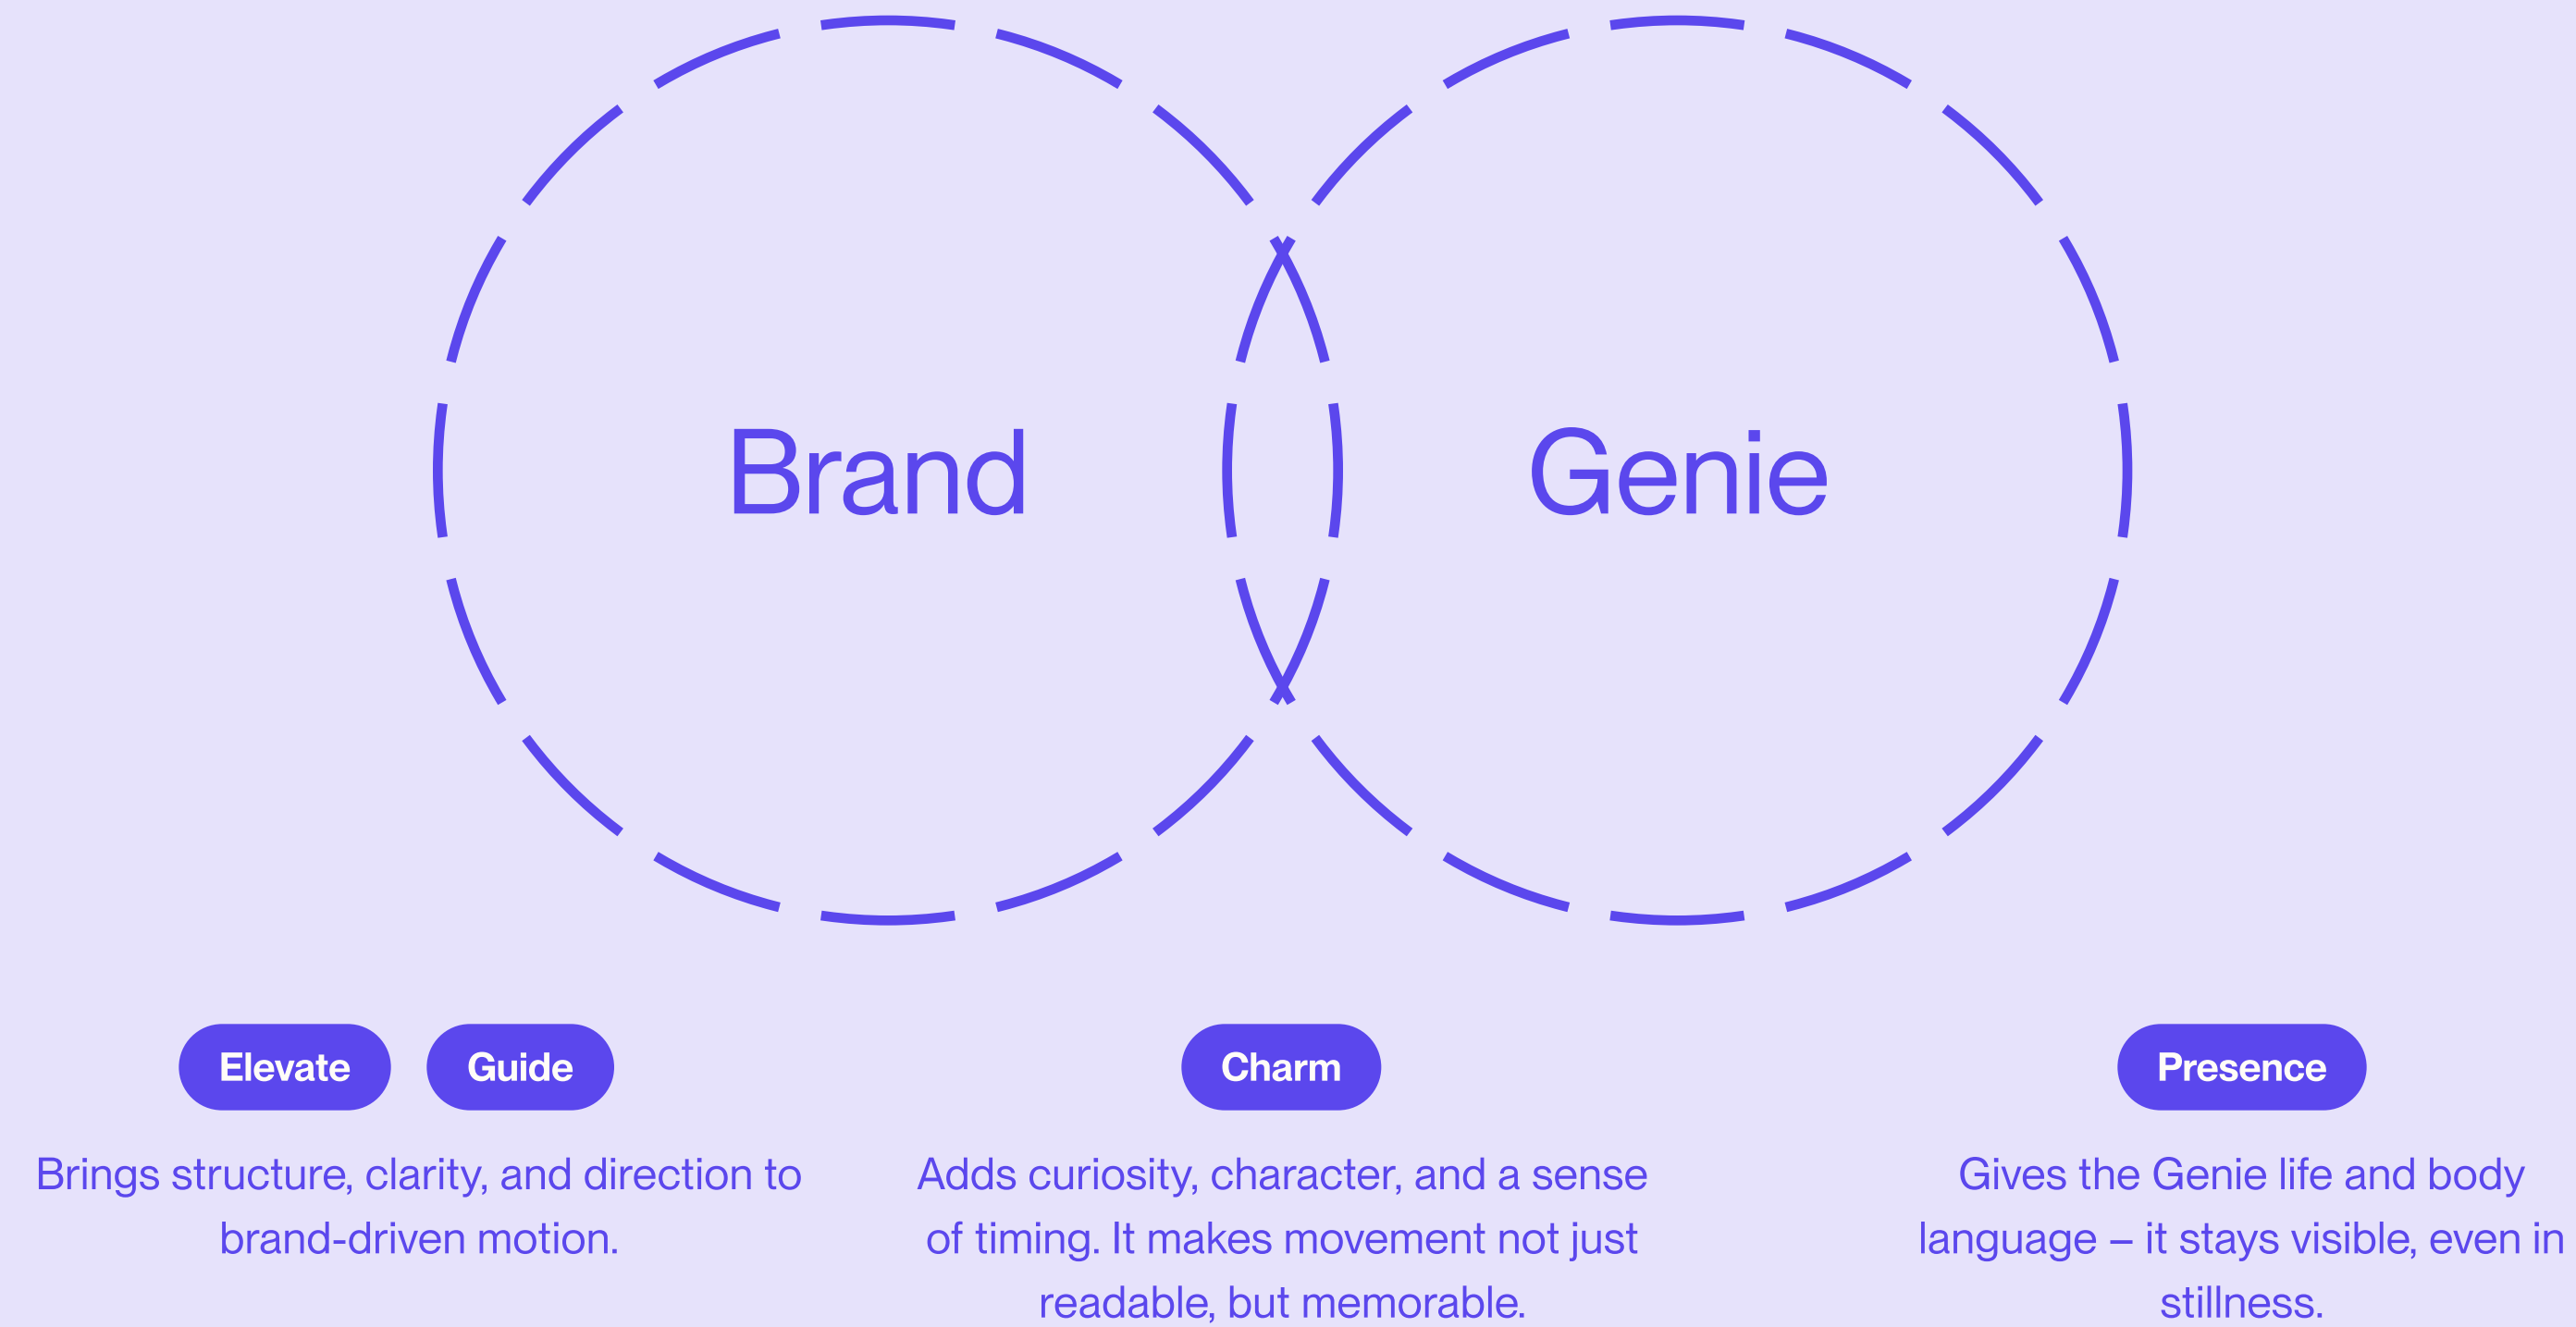 Brand
Genie
Elevate
Guide
Brings structure, clarity, and direction to
brand-driven motion.
Charm
Adds curiosity, character, and a sense
of timing. It makes movement not just
readable, but memorable.
Presence
Gives the Genie life and body
language – it stays visible, even in
stillness.